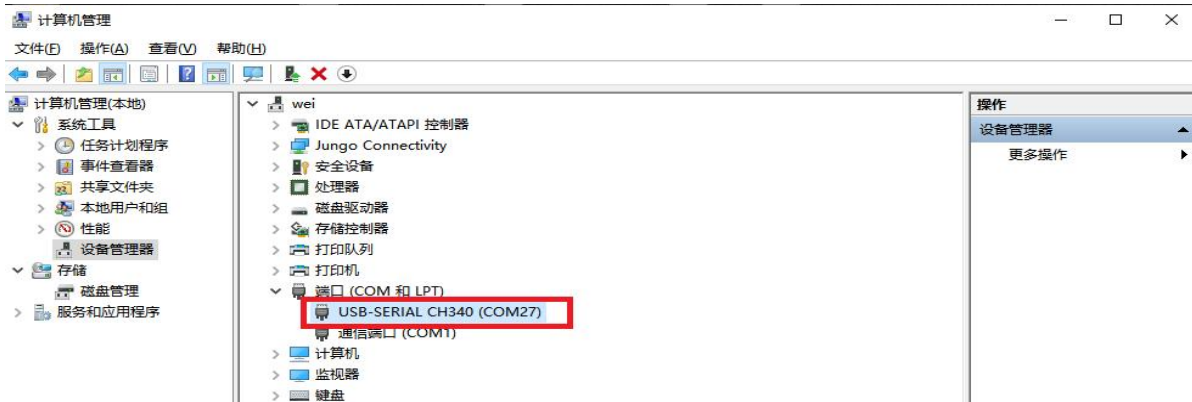 计算机管理
文件(F) 操作(A) 查看(V) 帮助(H)
计算机管理(本地)
系统工具
任务计划程序
事件查看器
共享文件夹
本地用户和组
性能
设备管理器
存储
磁盘管理
服务和应用程序
wei
IDE ATA/ATAPI 控制器
Jungo Connectivity
安全设备
处理器
磁盘驱动器
存储控制器
打印队列
打印机
端口 (COM 和 LPT)
USB-SERIAL CH340 (COM27)
通信端口 (COM1)
计算机
监视器
键盘
操作
设备管理器
更多操作